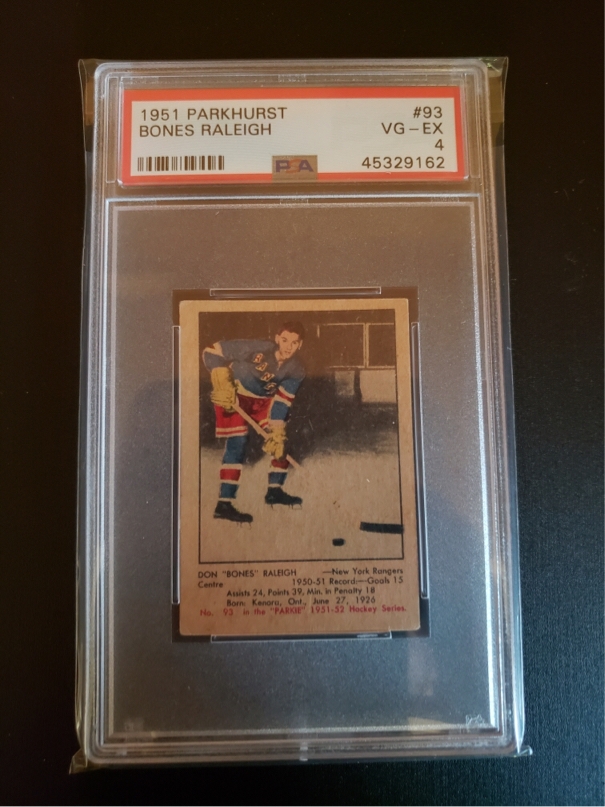 1951 PARKHURST #93
BONES RALEIGH VG-EX
4
PSA 45329162
RANGERS
DON "BONES" RALEIGH —New York Rangers
Centre 1950-51 Record:—Goals 15
Assists 24, Points 39, Min. in Penalty 18
Born: Kenora, Ont., June 27, 1926
No. 93 in the "PARKIE" 1951-52 Hockey Series.